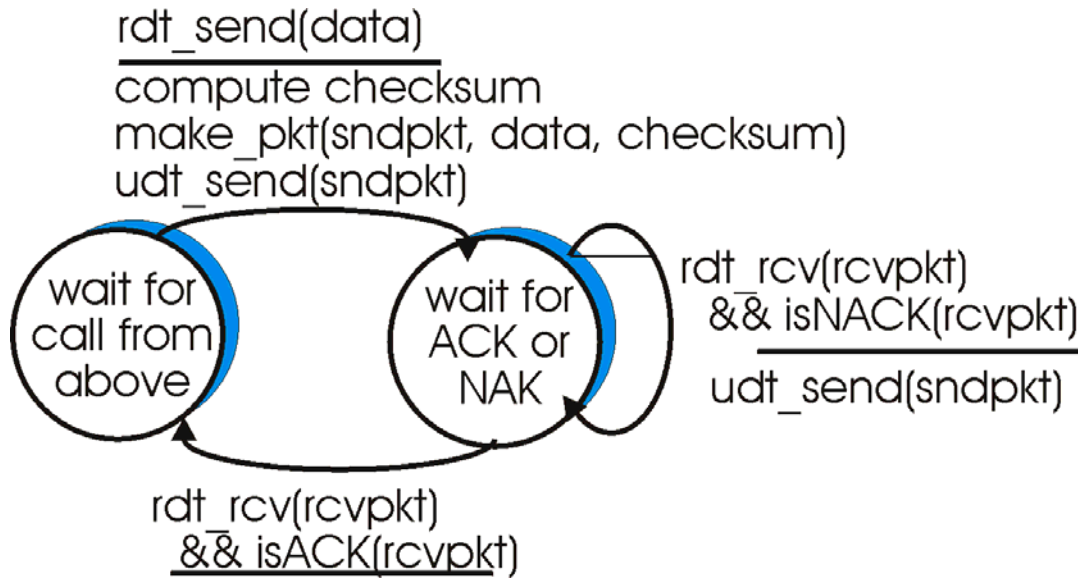 rdt_send(data)
compute checksum
make_pkt(sndpkt, data, checksum)
udt_send(sndpkt)
wait for
call from
above
wait for
ACK or
NAK
rdt_rcv(rcvpkt)
&& isNACK(rcvpkt)
udt_send(sndpkt)
rdt_rcv(rcvpkt)
&& isACK(rcvpkt)